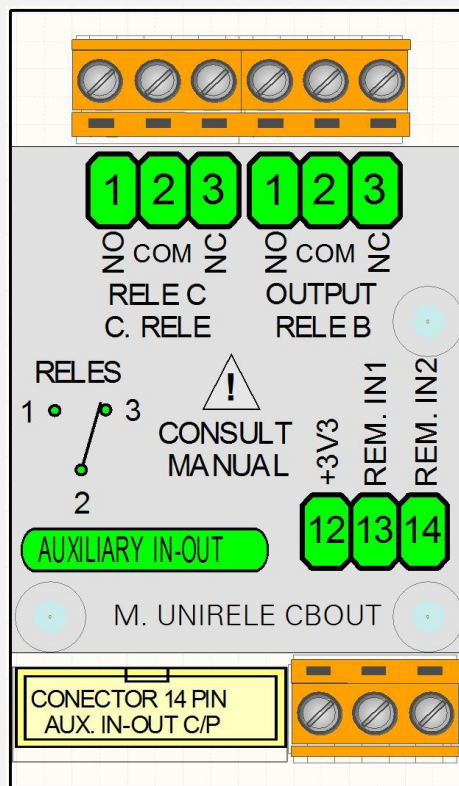 1 2 3 1 2 3
NO COM NC NO COM NC
RELE C OUTPUT
C. RELE RELE B
RELES
1 3
2
!
CONSULT
MANUAL
+3V3
REM. IN1
REM. IN2
12 13 14
AUXILIARY IN-OUT
M. UNIRELE CBOUT
CONECTOR 14 PIN
AUX. IN-OUT C/P